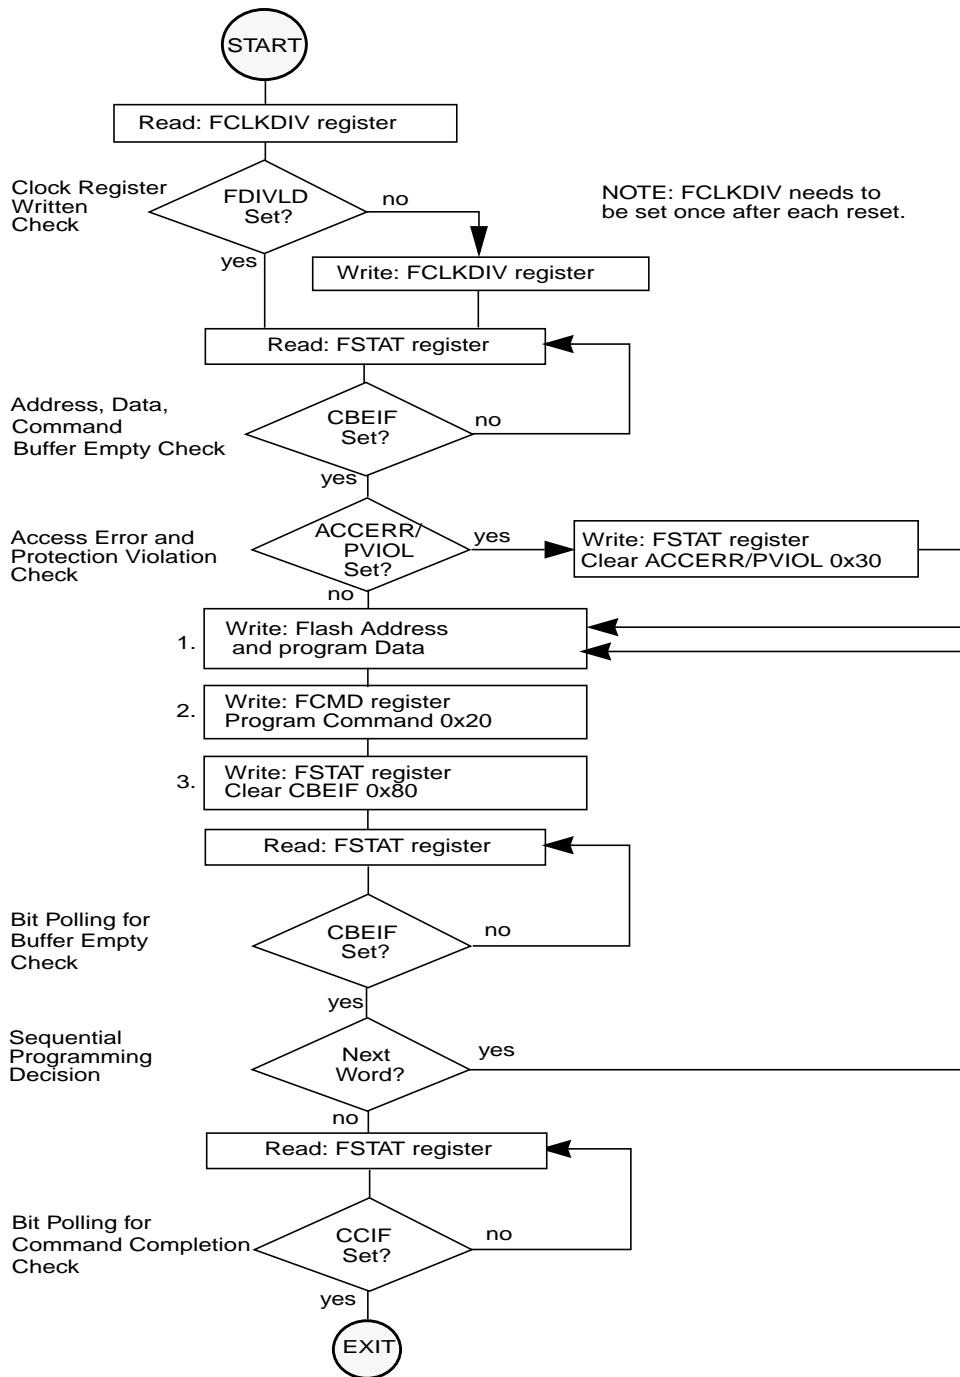 START
Read: FCLKDIV register
Clock Register
Written
Check
FDIVLD
Set?
no
yes
NOTE: FCLKDIV needs to
be set once after each reset.
Write: FCLKDIV register
Read: FSTAT register
Address, Data,
Command
Buffer Empty Check
CBEIF
Set?
no
yes
Access Error and
Protection Violation
Check
ACCERR/
PVIOL
Set?
yes
no
Write: FSTAT register
Clear ACCERR/PVIOL 0x30
1.
Write: Flash Address
and program Data
2.
Write: FCMD register
Program Command 0x20
3.
Write: FSTAT register
Clear CBEIF 0x80
Read: FSTAT register
Bit Polling for
Buffer Empty
Check
CBEIF
Set?
no
yes
Sequential
Programming
Decision
Next
Word?
yes
no
Read: FSTAT register
Bit Polling for
Command Completion
Check
CCIF
Set?
no
yes
EXIT